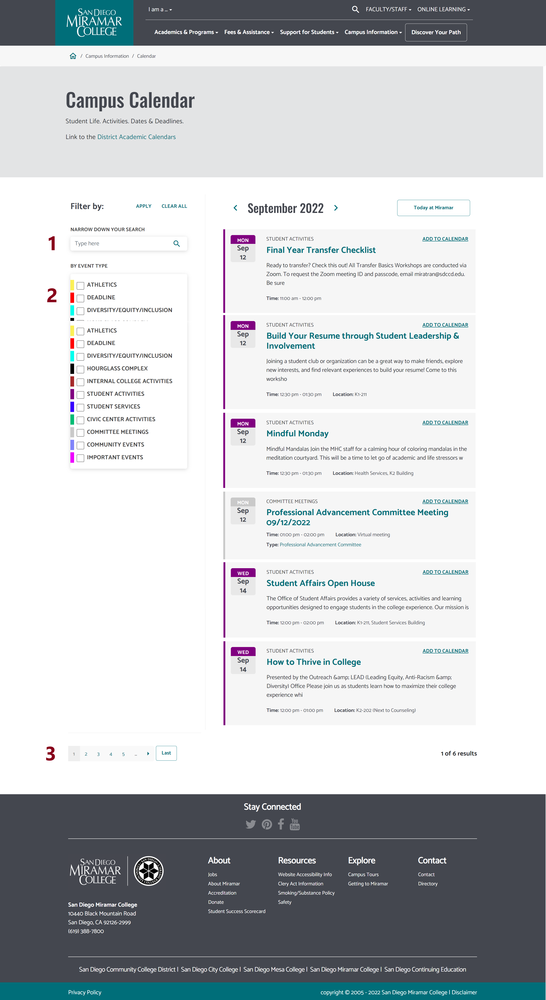 SAN DIEGO
MIRAMAR
COLLEGE
I am a ...
FACULTY/STAFF
ONLINE LEARNING
Academics & Programs
Fees & Assistance
Support for Students
Campus Information
Discover Your Path
/ Campus Information / Calendar
Campus Calendar
Student Life. Activities. Dates & Deadlines.
Link to the District Academic Calendars
Filter by:
APPLY
CLEAR ALL
NARROW DOWN YOUR SEARCH
1
Type here
BY EVENT TYPE
2
ATHLETICS
DEADLINE
DIVERSITY/EQUITY/INCLUSION
ATHLETICS
DEADLINE
DIVERSITY/EQUITY/INCLUSION
HOURGLASS COMPLEX
INTERNAL COLLEGE ACTIVITIES
STUDENT ACTIVITIES
STUDENT SERVICES
CIVIC CENTER ACTIVITIES
COMMITTEE MEETINGS
COMMUNITY EVENTS
IMPORTANT EVENTS
September 2022
Today at Miramar
MON
Sep
12
STUDENT ACTIVITIES
ADD TO CALENDAR
Final Year Transfer Checklist
Ready to transfer? Check this out! All Transfer Basics Workshops are conducted via
Zoom. To request the Zoom meeting ID and passcode, email miratran@sdccd.edu.
Be sure
Time: 11:00 am - 12:00 pm
MON
Sep
12
STUDENT ACTIVITIES
ADD TO CALENDAR
Build Your Resume through Student Leadership &
Involvement
Joining a student club or organization can be a great way to make friends, explore
new interests, and find relevant experiences to build your resume! Come to this
worksho
Time: 12:30 pm - 01:30 pm Location: K1-211
MON
Sep
12
STUDENT ACTIVITIES
ADD TO CALENDAR
Mindful Monday
Mindful Mandalas Join the MHC staff for a calming hour of coloring mandalas in the
meditation courtyard. This will be a time to let go of academic and life stressors w
Time: 12:30 pm - 01:30 pm Location: Health Services, K2 Building
MON
Sep
12
COMMITTEE MEETINGS
ADD TO CALENDAR
Professional Advancement Committee Meeting
09/12/2022
Time: 01:00 pm - 02:00 pm Location: Virtual meeting
Type: Professional Advancement Committee
WED
Sep
14
STUDENT ACTIVITIES
ADD TO CALENDAR
Student Affairs Open House
The Office of Student Affairs provides a variety of services, activities and learning
opportunities designed to engage students in the college experience. Our mission is
Time: 12:00 pm - 02:00 pm Location: K1-211, Student Services Building
WED
Sep
14
STUDENT ACTIVITIES
ADD TO CALENDAR
How to Thrive in College
Presented by the Outreach &amp; LEAD (Leading Equity, Anti-Racism &amp;
Diversity) Office Please join us as students learn how to maximize their college
experience whi
Time: 12:00 pm - 01:00 pm Location: K2-202 (Next to Counseling)
3
1 2 3 4 5 ... Last
1 of 6 results
Stay Connected
You
Tube
SAN DIEGO
MIRAMAR
COLLEGE
SAN DIEGO
COMMUNITY COLLEGE DISTRICT
San Diego Miramar College
10440 Black Mountain Road
San Diego, CA 92126-2999
(619) 388-7800
About
Jobs
About Miramar
Accreditation
Donate
Student Success Scorecard
Resources
Website Accessibility Info
Clery Act Information
Smoking/Substance Policy
Safety
Explore
Campus Tours
Getting to Miramar
Contact
Contact
Directory
San Diego Community College District | San Diego City College | San Diego Mesa College | San Diego Miramar College | San Diego Continuing Education
Privacy Policy
copyright © 2005 - 2022 San Diego Miramar College | Disclaimer